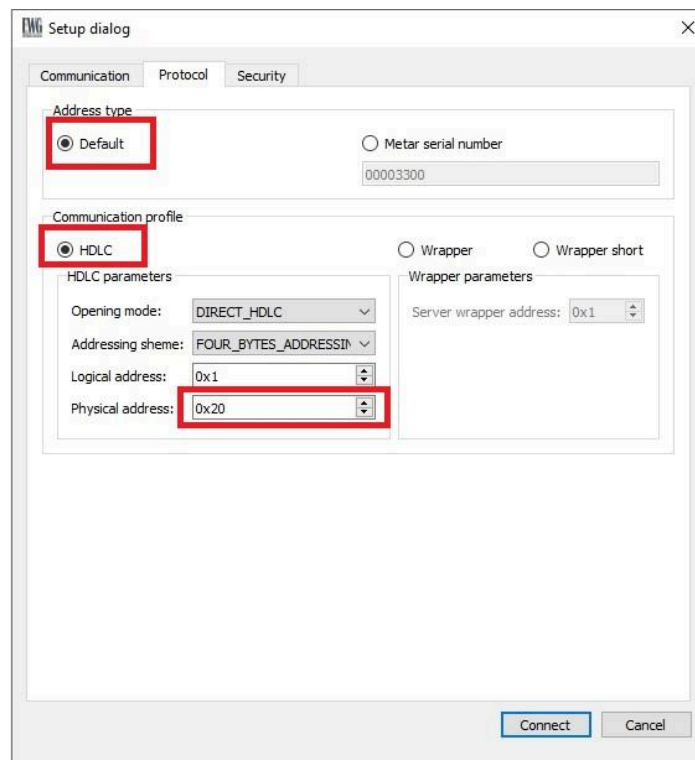 EWG Setup dialog
Communication Protocol Security
Address type
Default Metar serial number
00003300
Communication profile
HDLC Wrapper Wrapper short
HDLC parameters Wrapper parameters
Opening mode: DIRECT_HDLC Server wrapper address: 0x1
Addressing sheme: FOUR_BYTES_ADDRESSIN
Logical address: 0x1
Physical address: 0x20
Connect Cancel